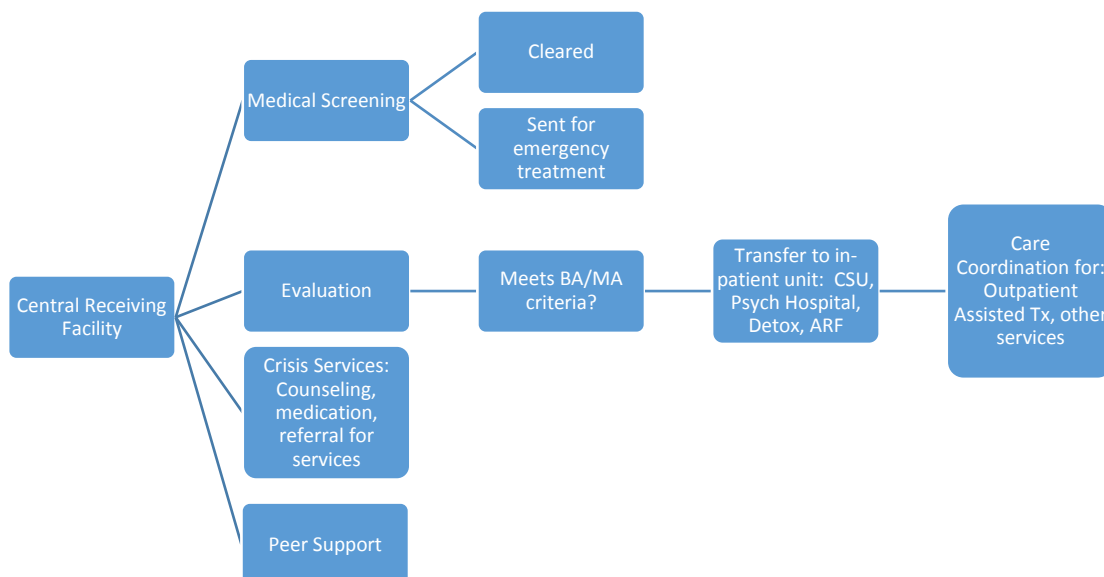 Cleared
Medical Screening
Sent for
emergency
treatment
Central Receiving
Facility
Evaluation
Meets BA/MA
criteria?
Transfer to in-
patient unit:  CSU,
Psych Hospital,
Detox, ARF
Care
Coordination for:
Outpatient
Assisted Tx, other
services
Crisis Services:
Counseling,
medication,
referral for
services
Peer Support